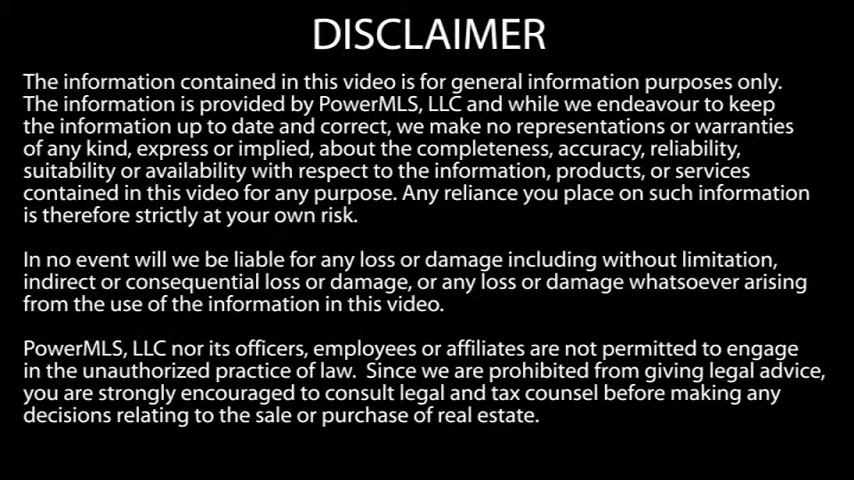 DISCLAIMER
The information contained in this video is for general information purposes only.
The information is provided by PowerMLS, LLC and while we endeavour to keep
the information up to date and correct, we make no representations or warranties
of any kind, express or implied, about the completeness, accuracy, reliability,
suitability or availability with respect to the information, products, or services
contained in this video for any purpose. Any reliance you place on such information
is therefore strictly at your own risk.
In no event will we be liable for any loss or damage including without limitation,
indirect or consequential loss or damage, or any loss or damage whatsoever arising
from the use of the information in this video.
PowerMLS, LLC nor its officers, employees or affiliates are not permitted to engage
in the unauthorized practice of law.  Since we are prohibited from giving legal advice,
you are strongly encouraged to consult legal and tax counsel before making any
decisions relating to the sale or purchase of real estate.